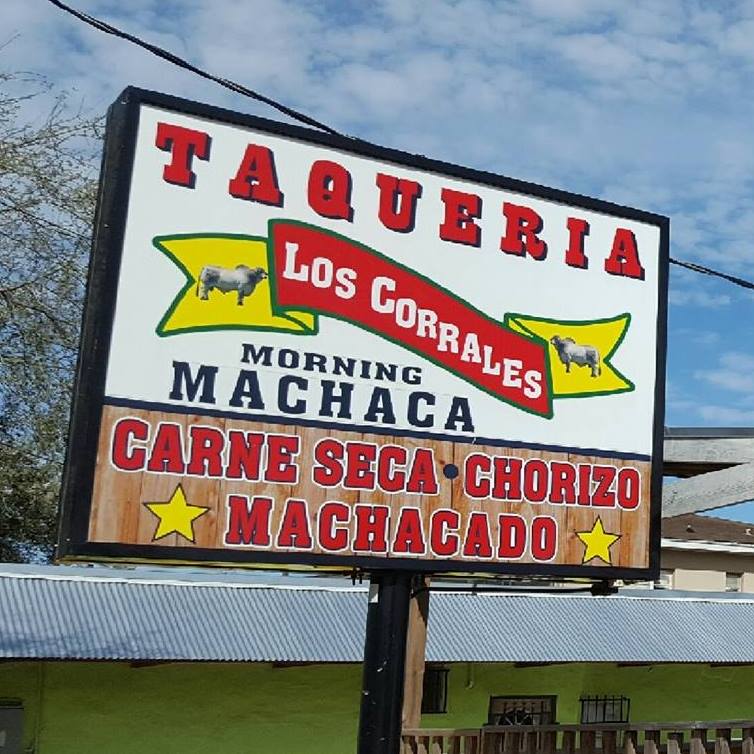 TAQUERIA
LOS CORRALES
MORNING
MACHACA
CARNE SECA • CHORIZO
MACHACADO